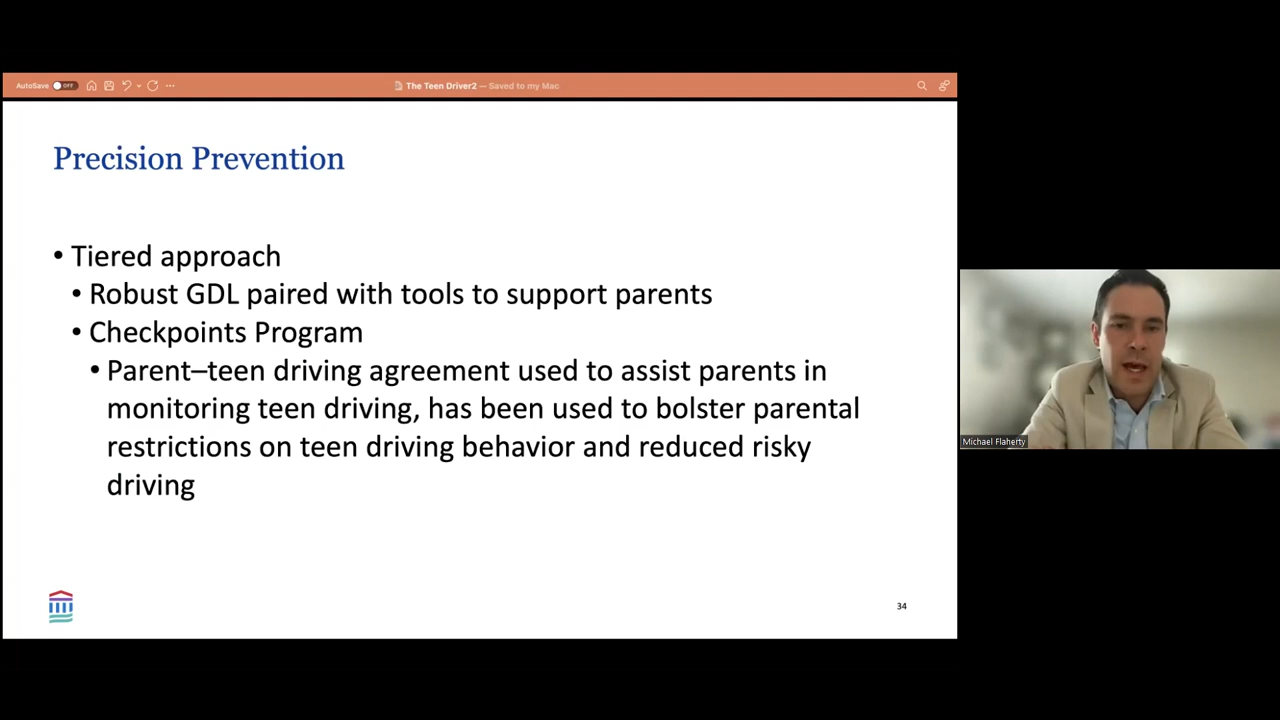 AutoSave OFF
The Teen Driver2 — Saved to my Mac
Precision Prevention
• Tiered approach
• Robust GDL paired with tools to support parents
• Checkpoints Program
• Parent–teen driving agreement used to assist parents in
monitoring teen driving, has been used to bolster parental
restrictions on teen driving behavior and reduced risky
driving
Michael Flaherty
34